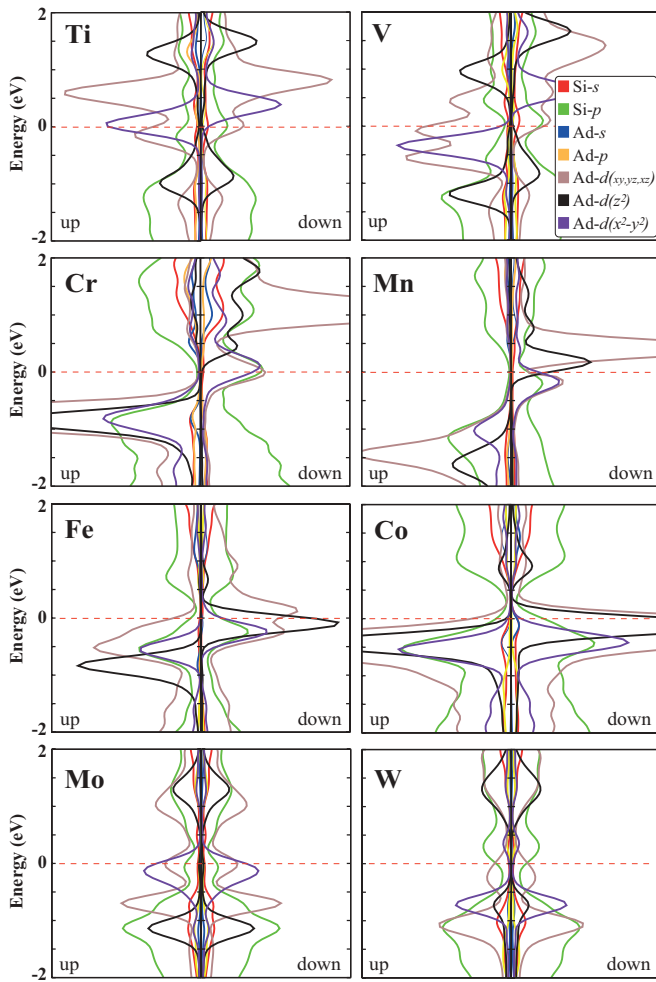 Ti
V
2
1
0
-1
-2
Energy (eV)
up
down
up
down
Si-s
Si-p
Ad-s
Ad-p
Ad-d(xy,yz,xz)
Ad-d(z²)
Ad-d(x²-y²)
Cr
Mn
2
1
0
-1
-2
Energy (eV)
up
down
up
down
Fe
Co
2
1
0
-1
-2
Energy (eV)
up
down
up
down
Mo
W
2
1
0
-1
-2
Energy (eV)
up
down
up
down